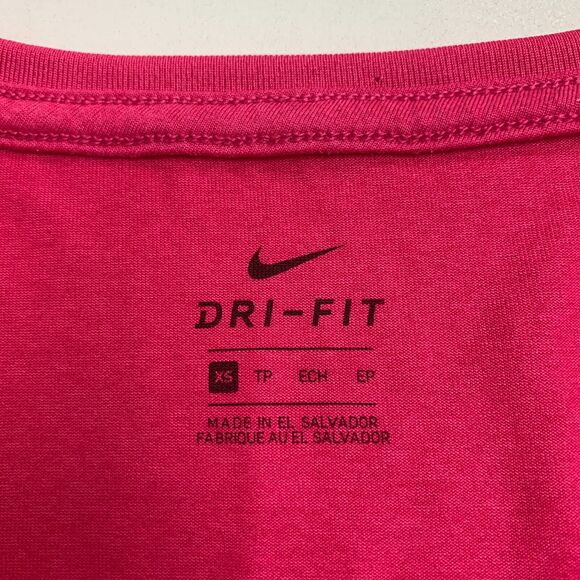 DRI-FIT
XS TP ECH EP
MADE IN EL SALVADOR
FABRIQUE AU EL SALVADOR